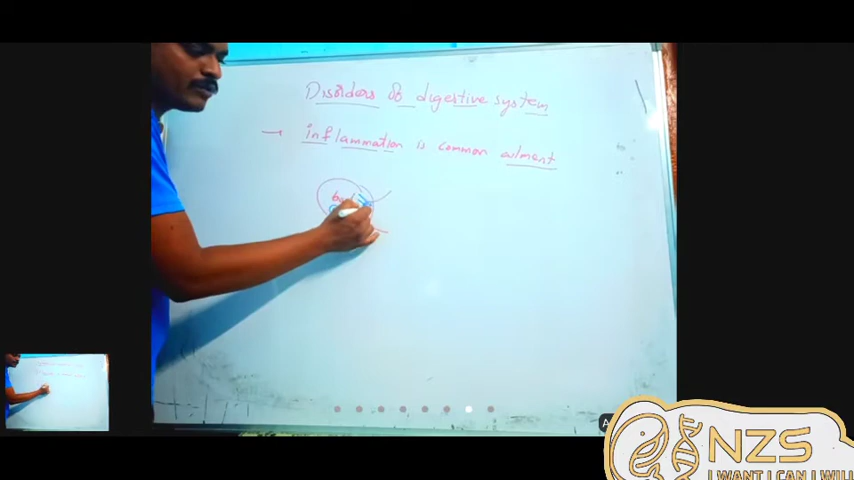 Disorders of digestive system
→ inflammation is common ailment
NZS
I WANT I CAN I WILL